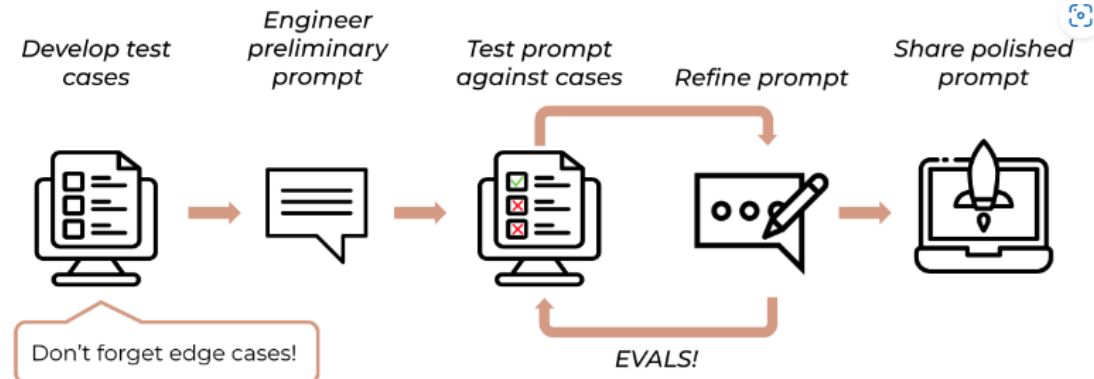 Develop test
cases
Engineer
preliminary
prompt
Test prompt
against cases
Refine prompt
Share polished
prompt
Don't forget edge cases!
EVALS!